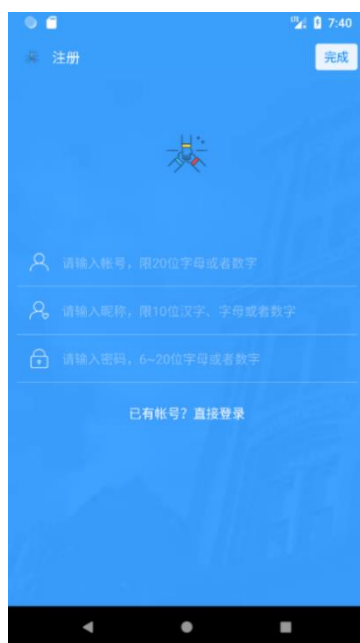 LTE 7:40
注册
完成
请输入帐号，限20位字母或者数字
请输入昵称，限10位汉字、字母或者数字
请输入密码，6~20位字母或者数字
已有帐号？直接登录